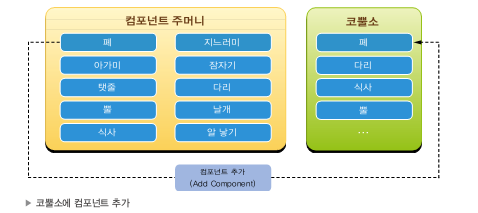 컴포넌트 주머니
폐
지느러미
아가미
잠자기
탯줄
다리
뿔
날개
식사
알 낳기
코뿔소
폐
다리
식사
뿔
...
컴포넌트 추가
(Add Component)
▶ 코뿔소에 컴포넌트 추가